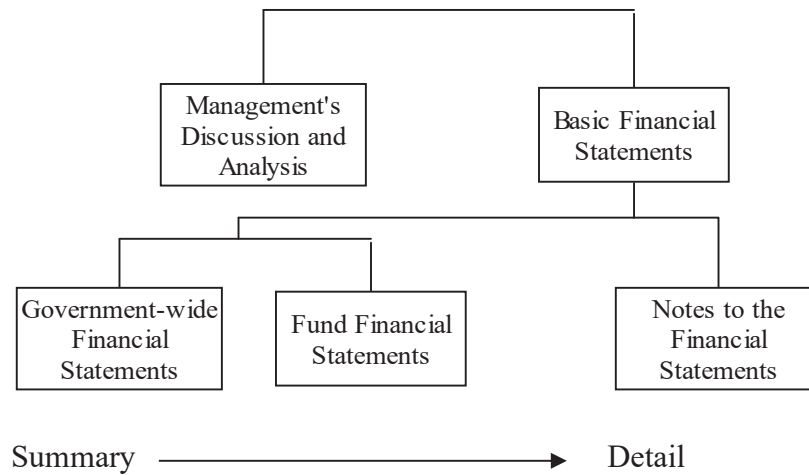 Management's
Discussion and
Analysis
Basic Financial
Statements
Government-wide
Financial
Statements
Fund Financial
Statements
Notes to the
Financial
Statements
Summary
Detail